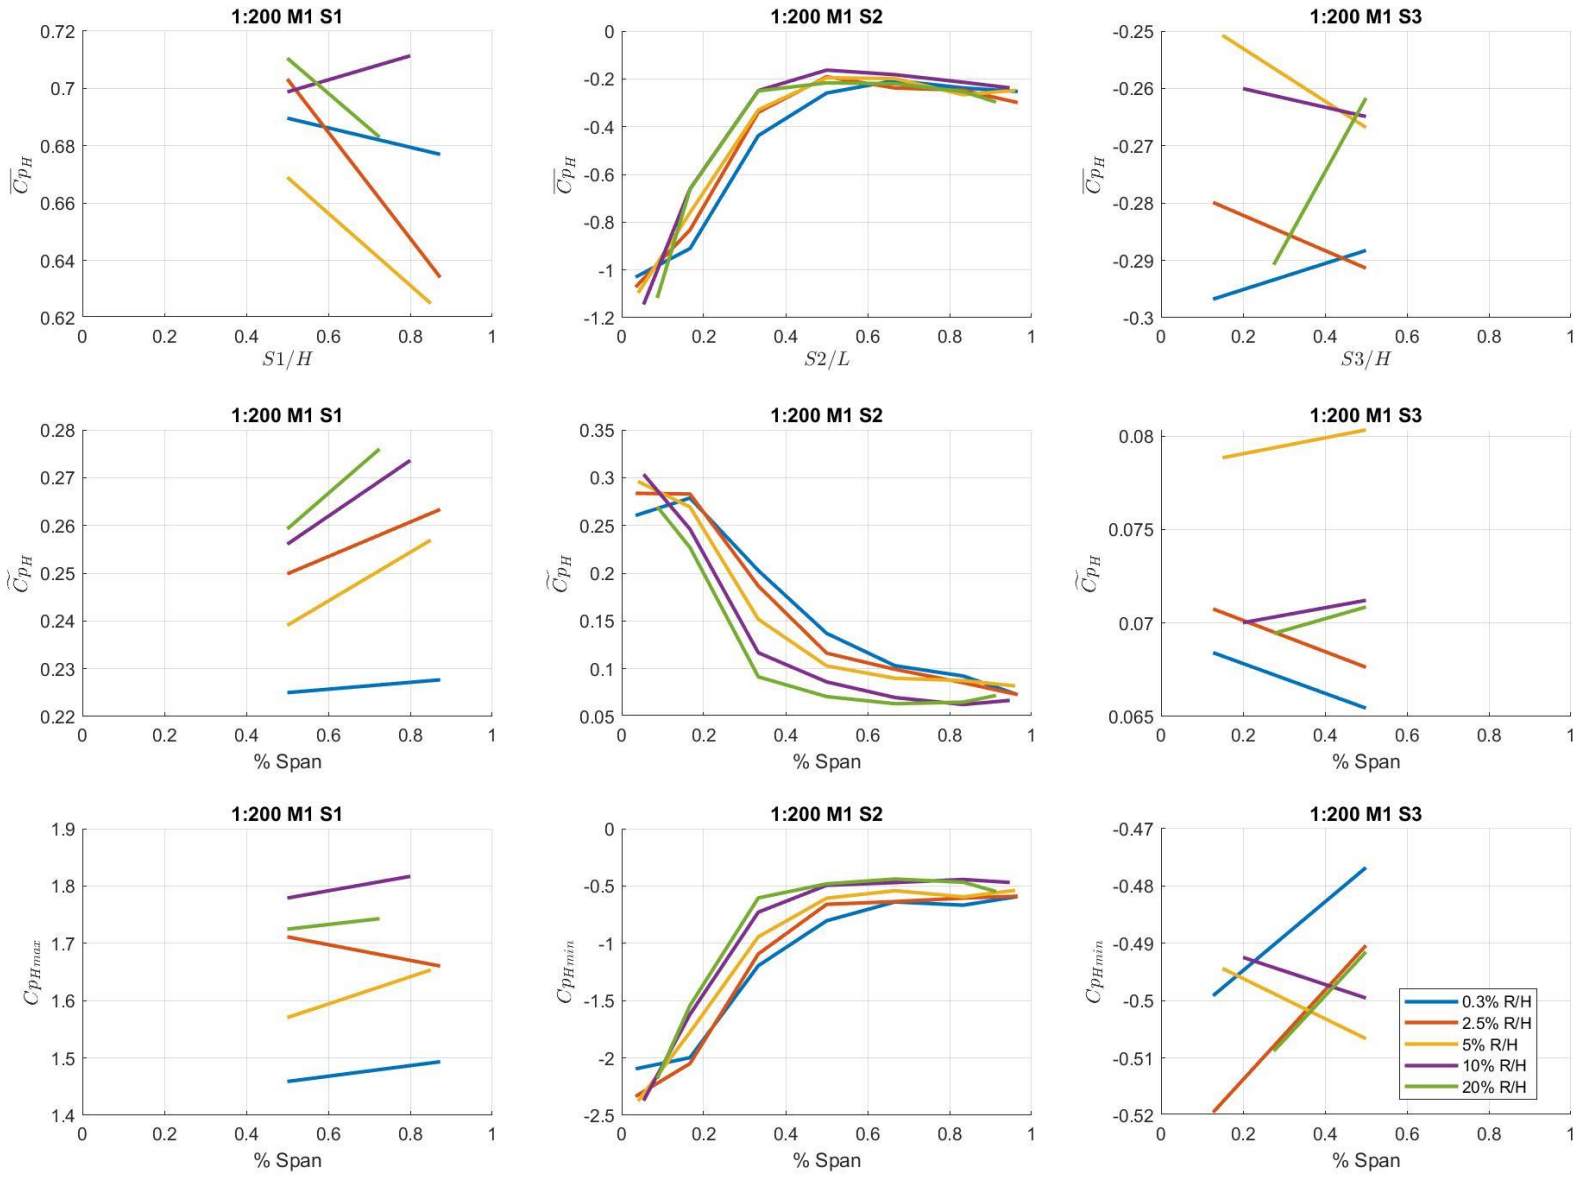 1:200 M1 S1
0.72
0.7
0.68
0.66
0.64
0.62
C̅p_H
0 0.2 0.4 0.6 0.8 1
S1/H
1:200 M1 S2
0
-0.2
-0.4
-0.6
-0.8
-1
-1.2
C̅p_H
0 0.2 0.4 0.6 0.8 1
S2/L
1:200 M1 S3
-0.25
-0.26
-0.27
-0.28
-0.29
-0.3
C̅p_H
0 0.2 0.4 0.6 0.8 1
S3/H
1:200 M1 S1
0.28
0.27
0.26
0.25
0.24
0.23
0.22
C̃p_H
0 0.2 0.4 0.6 0.8 1
% Span
1:200 M1 S2
0.35
0.3
0.25
0.2
0.15
0.1
0.05
C̃p_H
0 0.2 0.4 0.6 0.8 1
% Span
1:200 M1 S3
0.08
0.075
0.07
0.065
C̃p_H
0 0.2 0.4 0.6 0.8 1
% Span
1:200 M1 S1
1.9
1.8
1.7
1.6
1.5
1.4
Cp_Hmax
0 0.2 0.4 0.6 0.8 1
% Span
1:200 M1 S2
0
-0.5
-1
-1.5
-2
-2.5
Cp_Hmin
0 0.2 0.4 0.6 0.8 1
% Span
1:200 M1 S3
-0.47
-0.48
-0.49
-0.5
-0.51
-0.52
Cp_Hmin
0 0.2 0.4 0.6 0.8 1
% Span
0.3% R/H
2.5% R/H
5% R/H
10% R/H
20% R/H